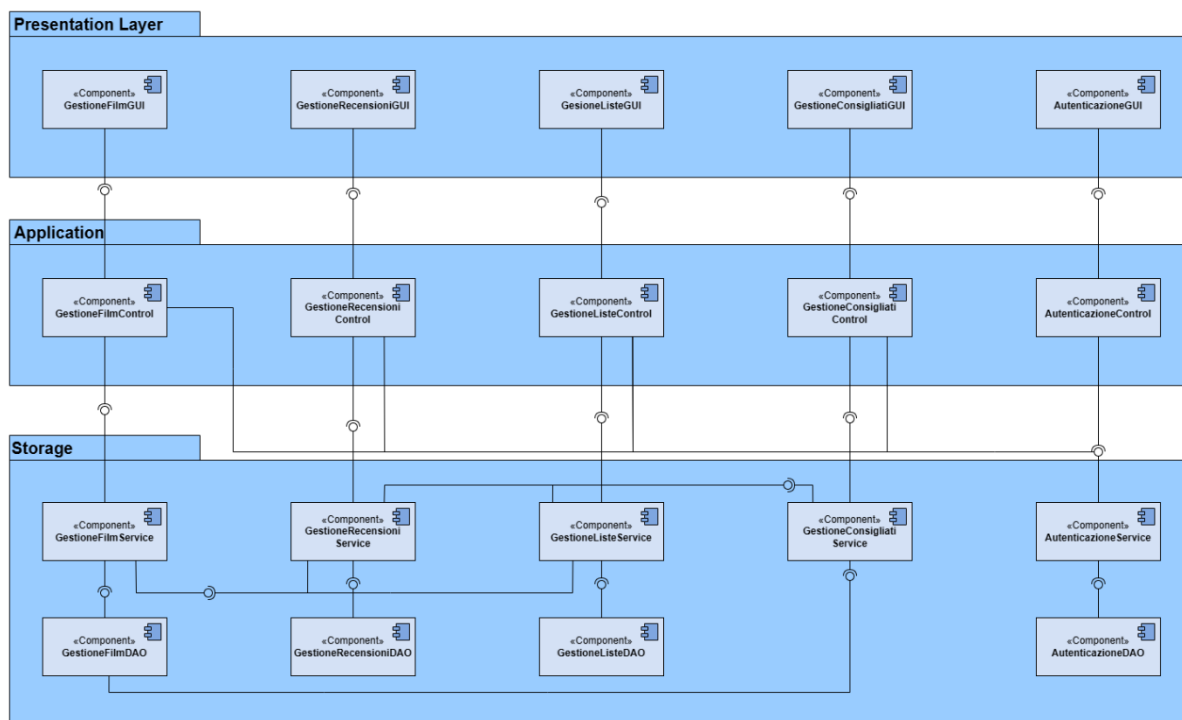 Presentation Layer
«Component»
GestioneFilmGUI
«Component»
GestioneRecensioniGUI
«Component»
GesioneListeGUI
«Component»
GestioneConsigliatiGUI
«Component»
AutenticazioneGUI
Application
«Component»
GestioneFilmControl
«Component»
GestioneRecensioni
Control
«Component»
GestioneListeControl
«Component»
GestioneConsigliati
Control
«Component»
AutenticazioneControl
Storage
«Component»
GestioneFilmService
«Component»
GestioneRecensioni
Service
«Component»
GestioneListeService
«Component»
GestioneConsigliati
Service
«Component»
AutenticazioneService
«Component»
GestioneFilmDAO
«Component»
GestioneRecensioniDAO
«Component»
GestioneListeDAO
«Component»
AutenticazioneDAO